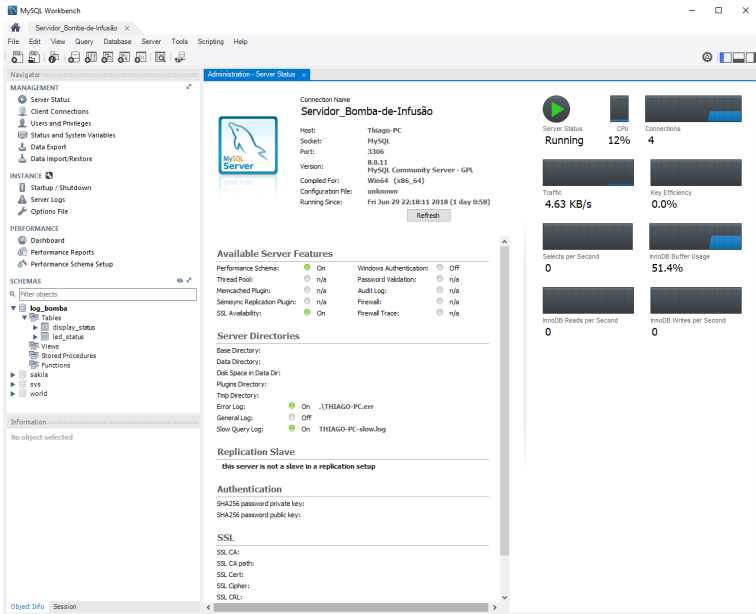 MySQL Workbench
Servidor_Bomba-de-Infusão ×
File Edit View Query Database Server Tools Scripting Help
Navigator
MANAGEMENT
Server Status
Client Connections
Users and Privileges
Status and System Variables
Data Export
Data Import/Restore
INSTANCE
Startup / Shutdown
Server Logs
Options File
PERFORMANCE
Dashboard
Performance Reports
Performance Schema Setup
SCHEMAS
Filter objects
log_bomba
Tables
display_status
led_status
Views
Stored Procedures
Functions
sakila
sys
world
Information
No object selected
Object Info Session
Administration - Server Status ×
MySQL
Server
Connection Name
Servidor_Bomba-de-Infusão
Host: Thiago-PC
Socket: MySQL
Port: 3306
Version: 8.0.11
MySQL Community Server - GPL
Compiled For: Win64 (x86_64)
Configuration File: unknown
Running Since: Fri Jun 29 22:18:11 2018 (1 day 0:58)
Refresh
Available Server Features
Performance Schema: On Windows Authentication: Off
Thread Pool: n/a Password Validation: n/a
Memcached Plugin: n/a Audit Log: n/a
Semisync Replication Plugin: n/a Firewall: n/a
SSL Availability: On Firewall Trace: n/a
Server Directories
Base Directory:
Data Directory:
Disk Space in Data Dir:
Plugins Directory:
Tmp Directory:
Error Log: On .\THIAGO-PC.err
General Log: Off
Slow Query Log: On THIAGO-PC-slow.log
Replication Slave
this server is not a slave in a replication setup
Authentication
SHA256 password private key:
SHA256 password public key:
SSL
SSL CA:
SSL CA path:
SSL Cert:
SSL Cipher:
SSL CRL:
Server Status CPU Connections
Running 12% 4
Traffic Key Efficiency
4.63 KB/s 0.0%
Selects per Second InnoDB Buffer Usage
0 51.4%
InnoDB Reads per Second InnoDB Writes per Second
0 0